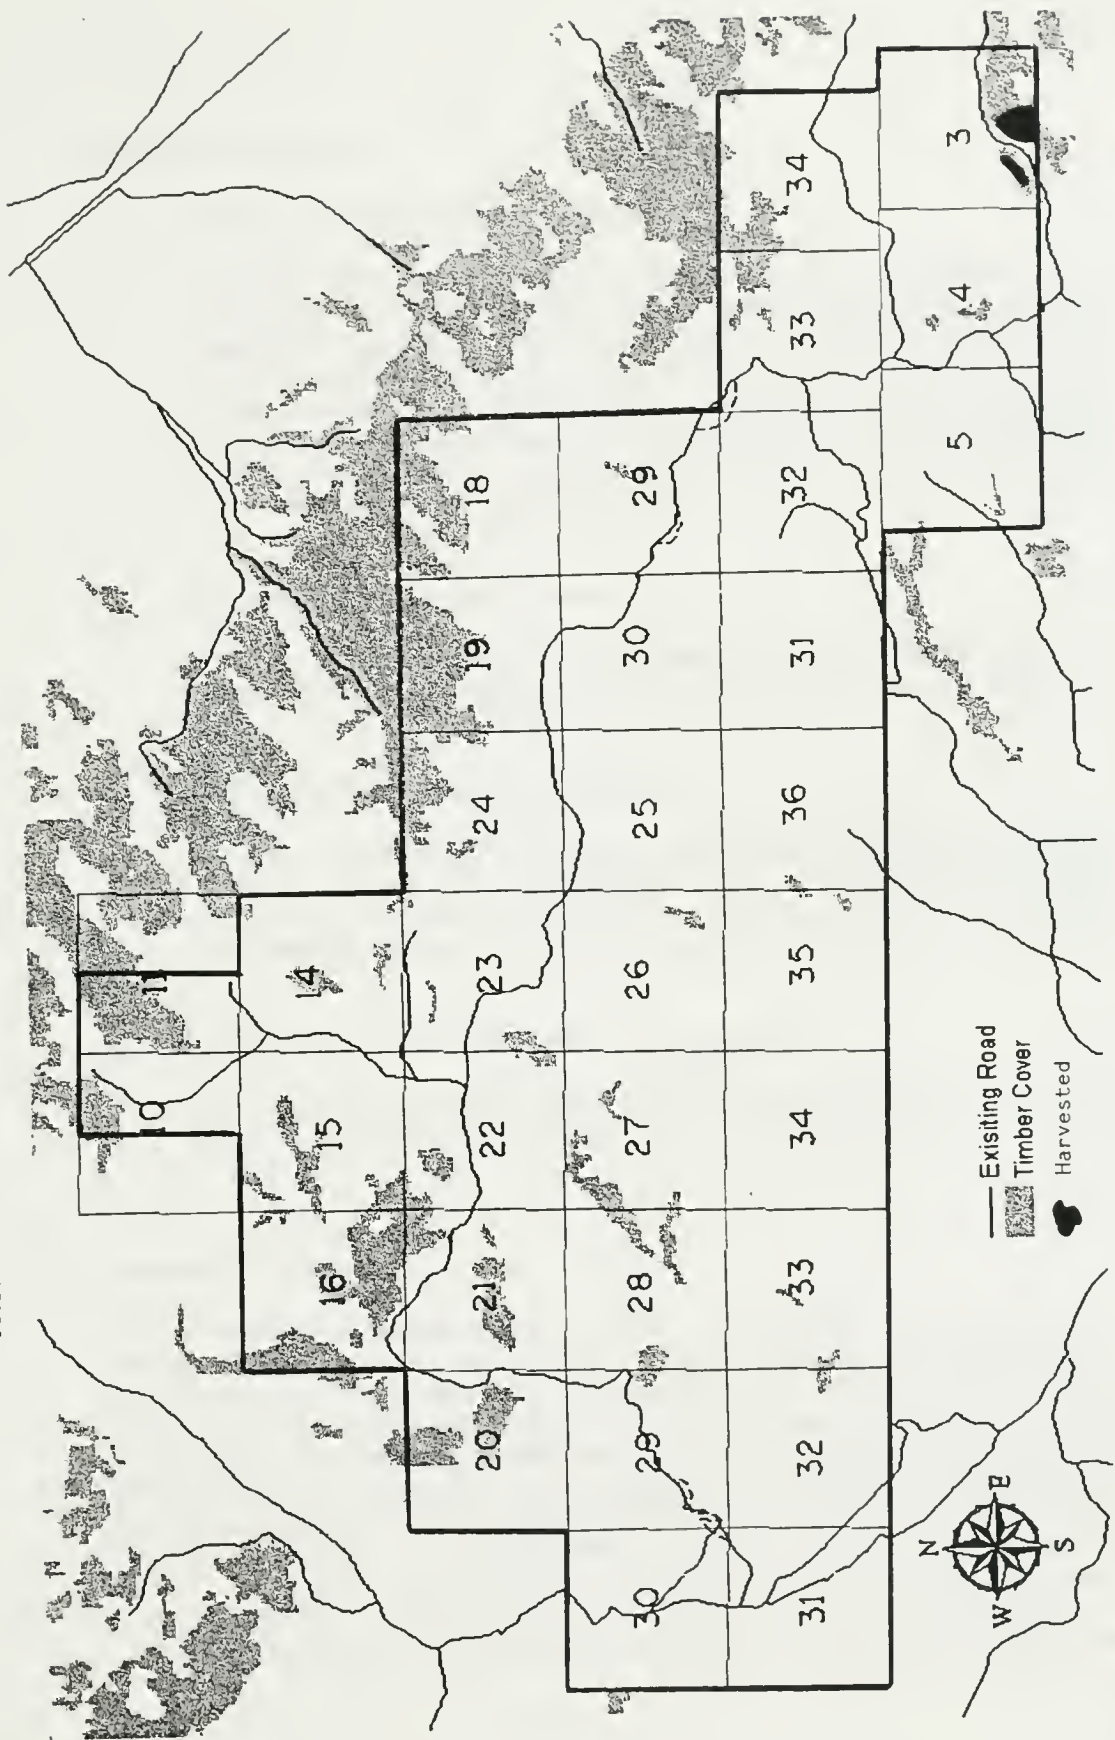 10 11
16 15 14
20 21 22 23 24 19 18
30 29 28 27 26 25 30 29
31 32 33 34 35 36 31 32 33 34
5 4 3
N
W E
S
Exisiting Road
Timber Cover
Harvested